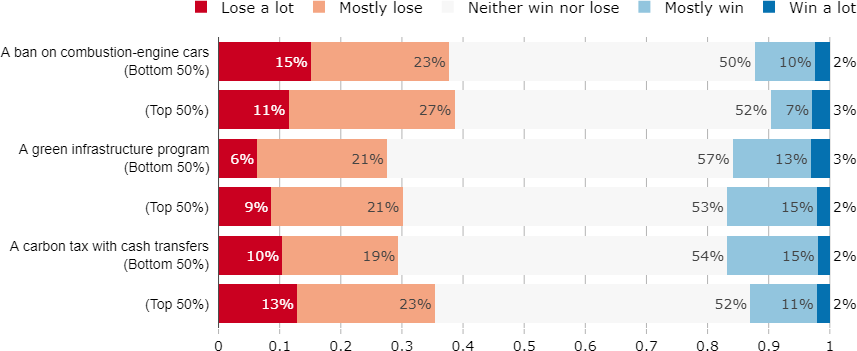 Lose a lot Mostly lose Neither win nor lose Mostly win Win a lot
A ban on combustion-engine cars
(Bottom 50%)
15% 23% 50% 10% 2%
(Top 50%) 11% 27% 52% 7% 3%
A green infrastructure program
(Bottom 50%)
6% 21% 57% 13% 3%
(Top 50%) 9% 21% 53% 15% 2%
A carbon tax with cash transfers
(Bottom 50%)
10% 19% 54% 15% 2%
(Top 50%) 13% 23% 52% 11% 2%
0 0.1 0.2 0.3 0.4 0.5 0.6 0.7 0.8 0.9 1